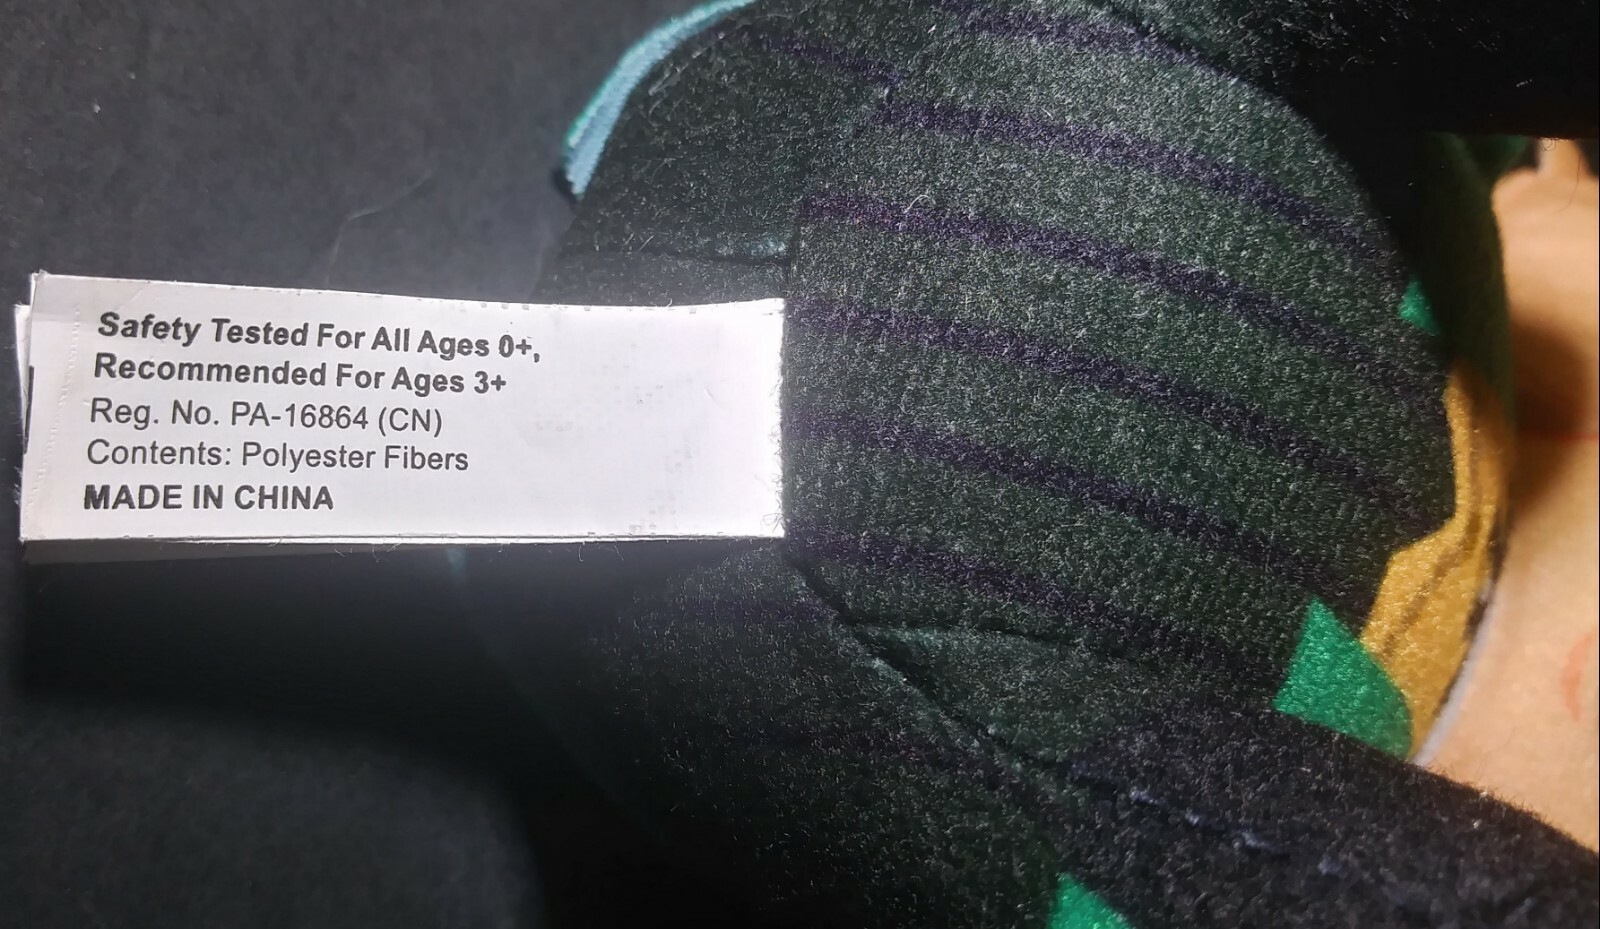 Safety Tested For All Ages 0+,
Recommended For Ages 3+
Reg. No. PA-16864 (CN)
Contents: Polyester Fibers
MADE IN CHINA